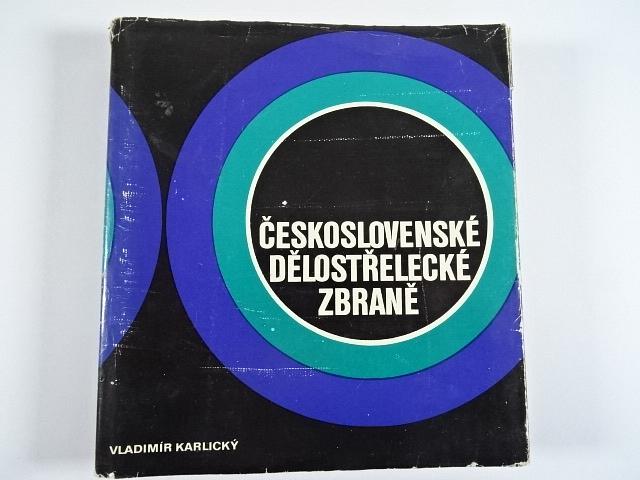 ČESKOSLOVENSKÉ
DĚLOSTŘELECKÉ
ZBRANĚ
VLADIMÍR KARLICKÝ